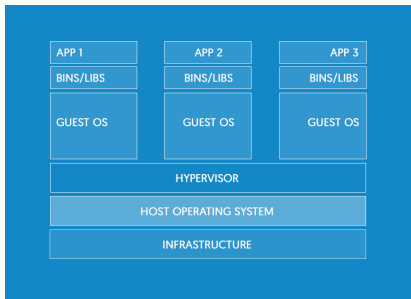 APP 1 APP 2 APP 3
BINS/LIBS BINS/LIBS BINS/LIBS
GUEST OS GUEST OS GUEST OS
HYPERVISOR
HOST OPERATING SYSTEM
INFRASTRUCTURE